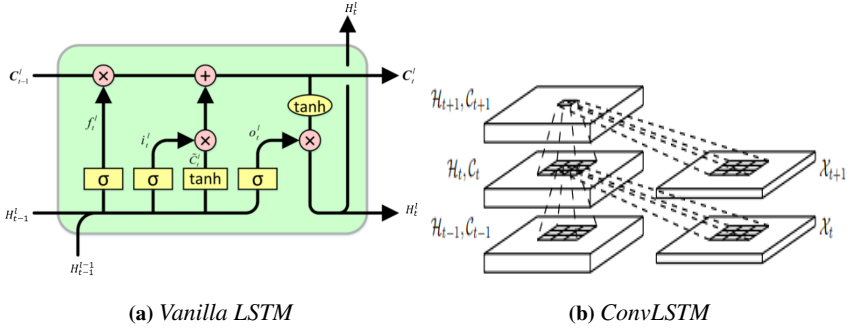 H_t^l
C_{t-1}^l
×
+
C_t^l
tanh
f_t^l
i_t^l
×
o_t^l
×
C̃_t^l
σ
σ
tanh
σ
H_{t-1}^l
H_t^l
H_{t-1}^{l-1}
(a) Vanilla LSTM
H_{t+1}, C_{t+1}
H_t, C_t
X_{t+1}
H_{t-1}, C_{t-1}
X_t
(b) ConvLSTM